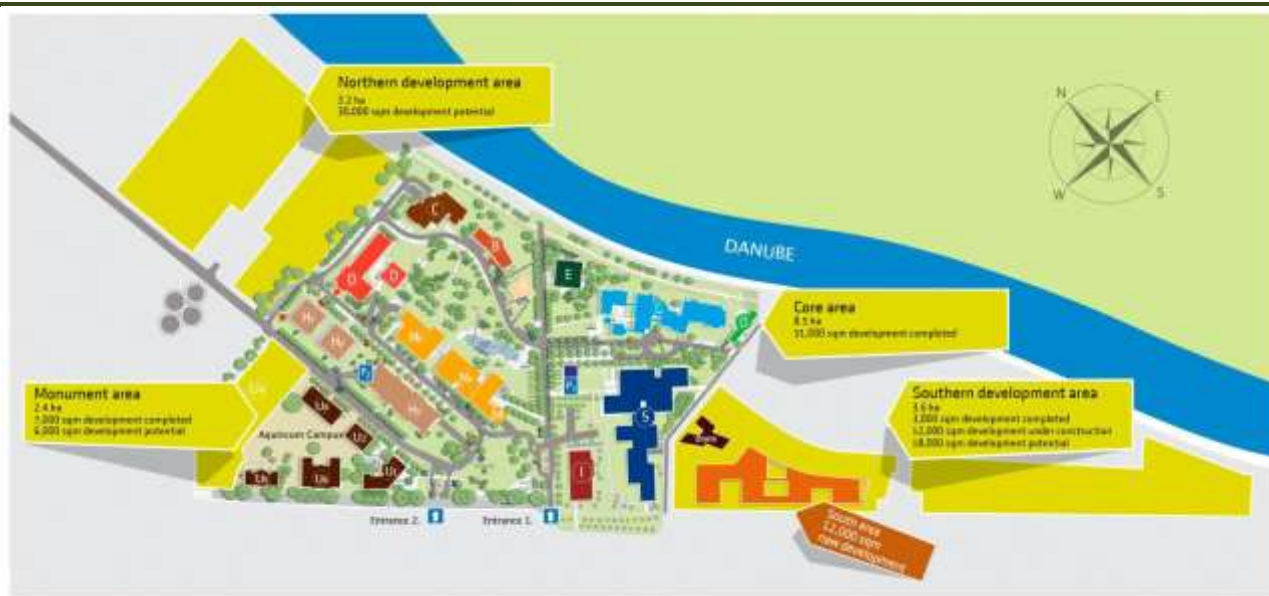 Northern development area
3.2 ha
30,000 sqm development potential
N
E
W
S
DANUBE
C
B
E
D
D
Core area
8.5 ha
51,000 sqm development completed
Monument area
2.4 ha
7,000 sqm development completed
6,000 sqm development potential
Southern development area
3.6 ha
3,000 sqm development completed
12,000 sqm development under construction
18,000 sqm development potential
Aquincum Campus
S
I
South area
12,000 sqm
new development
Entrance 2.
Entrance 1.